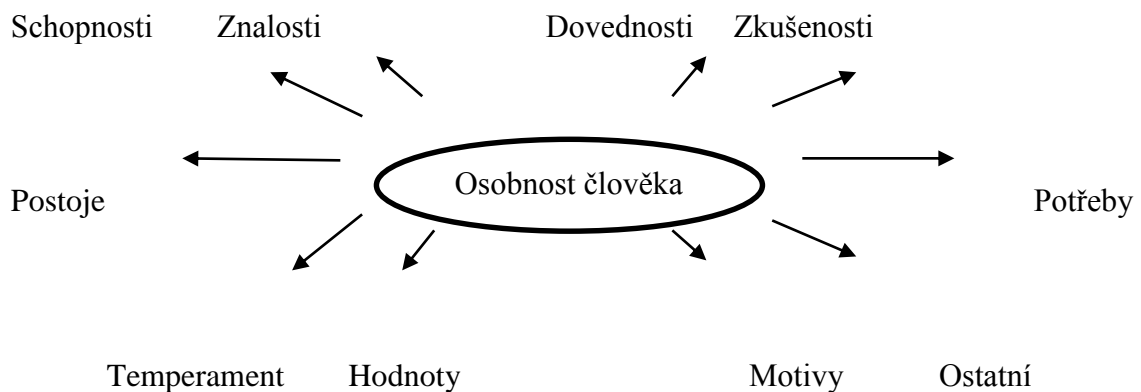 Schopnosti Znalosti Dovednosti Zkušenosti
Osobnost člověka
Postoje Potřeby
Temperament Hodnoty Motivy Ostatní